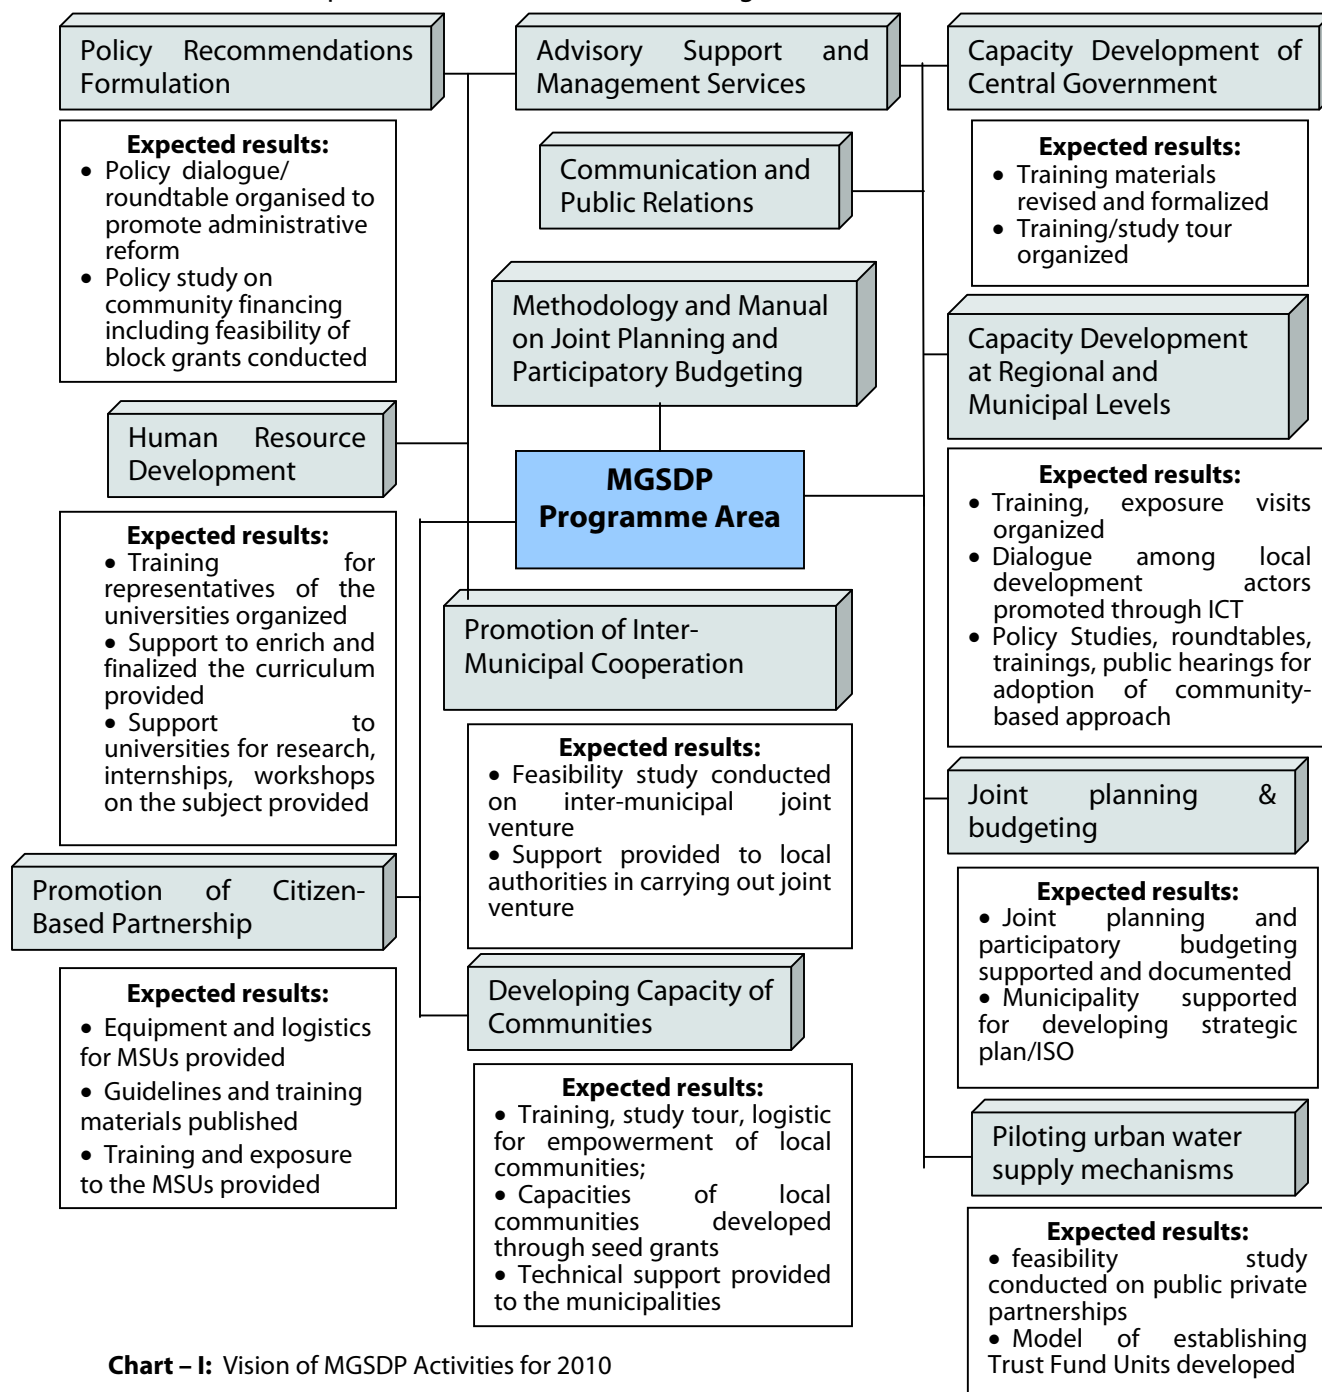 Policy Recommendations
Formulation
Expected results:
• Policy dialogue/
roundtable organised to
promote administrative
reform
• Policy study on
community financing
including feasibility of
block grants conducted
Human Resource
Development
Expected results:
• Training for
representatives of the
universities organized
• Support to enrich and
finalized the curriculum
provided
• Support to
universities for research,
internships, workshops
on the subject provided
Promotion of Citizen-
Based Partnership
Expected results:
• Equipment and logistics
for MSUs provided
• Guidelines and training
materials published
• Training and exposure
to the MSUs provided
Advisory Support and
Management Services
Communication and
Public Relations
Methodology and Manual
on Joint Planning and
Participatory Budgeting
MGSDP
Programme Area
Promotion of Inter-
Municipal Cooperation
Expected results:
• Feasibility study conducted
on inter-municipal joint
venture
• Support provided to local
authorities in carrying out joint
venture
Developing Capacity of
Communities
Expected results:
• Training, study tour, logistic
for empowerment of local
communities;
• Capacities of local
communities developed
through seed grants
• Technical support provided
to the municipalities
Capacity Development of
Central Government
Expected results:
• Training materials
revised and formalized
• Training/study tour
organized
Capacity Development
at Regional and
Municipal Levels
Expected results:
• Training, exposure visits
organized
• Dialogue among local
development actors
promoted through ICT
• Policy Studies, roundtables,
trainings, public hearings for
adoption of community-
based approach
Joint planning &
budgeting
Expected results:
• Joint planning and
participatory budgeting
supported and documented
• Municipality supported
for developing strategic
plan/ISO
Piloting urban water
supply mechanisms
Expected results:
• feasibility study
conducted on public private
partnerships
• Model of establishing
Trust Fund Units developed
Chart – I: Vision of MGSDP Activities for 2010